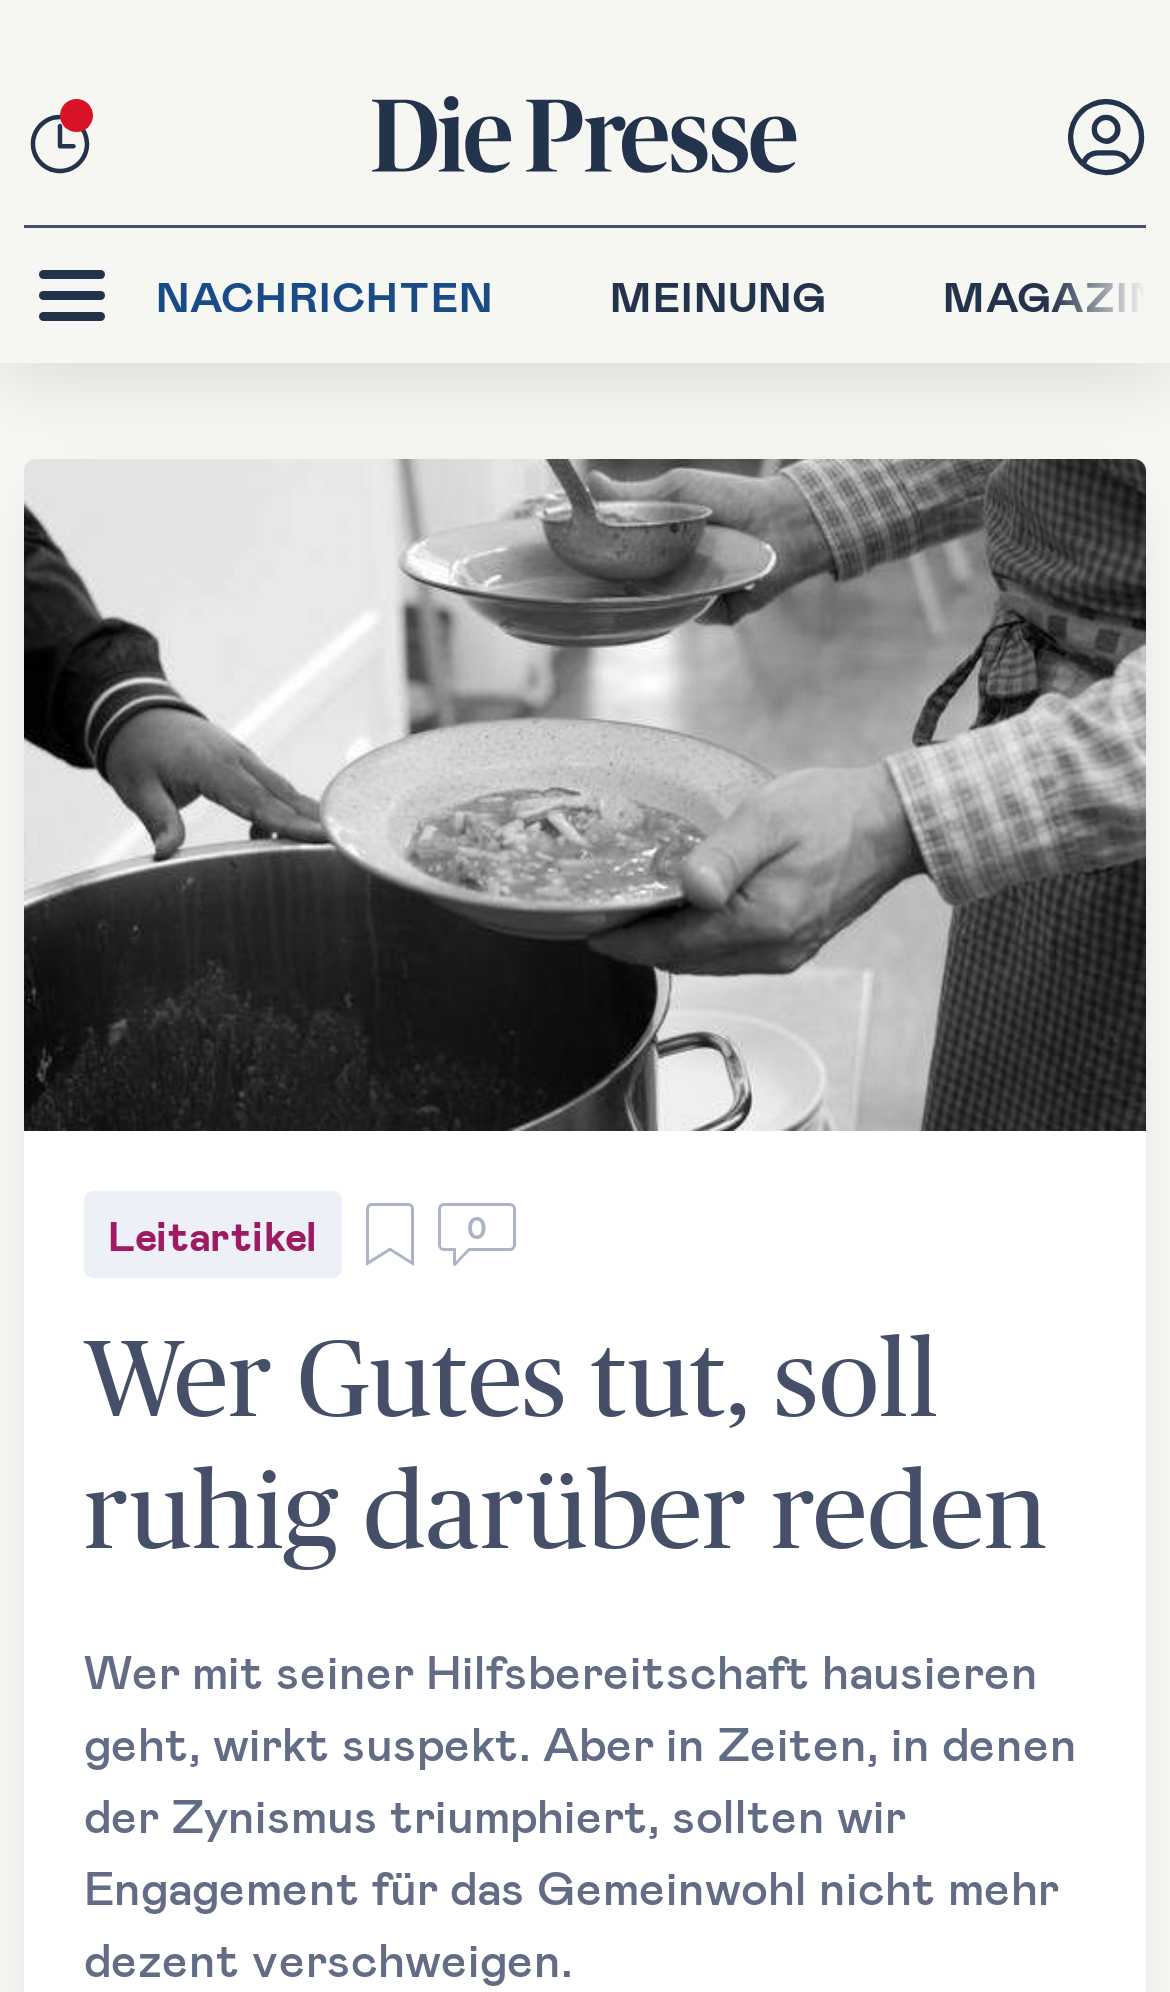 Die Presse
NACHRICHTEN MEINUNG MAGAZIN
Leitartikel 0
Wer Gutes tut, soll
ruhig darüber reden
Wer mit seiner Hilfsbereitschaft hausieren
geht, wirkt suspekt. Aber in Zeiten, in denen
der Zynismus triumphiert, sollten wir
Engagement für das Gemeinwohl nicht mehr
dezent verschweigen.